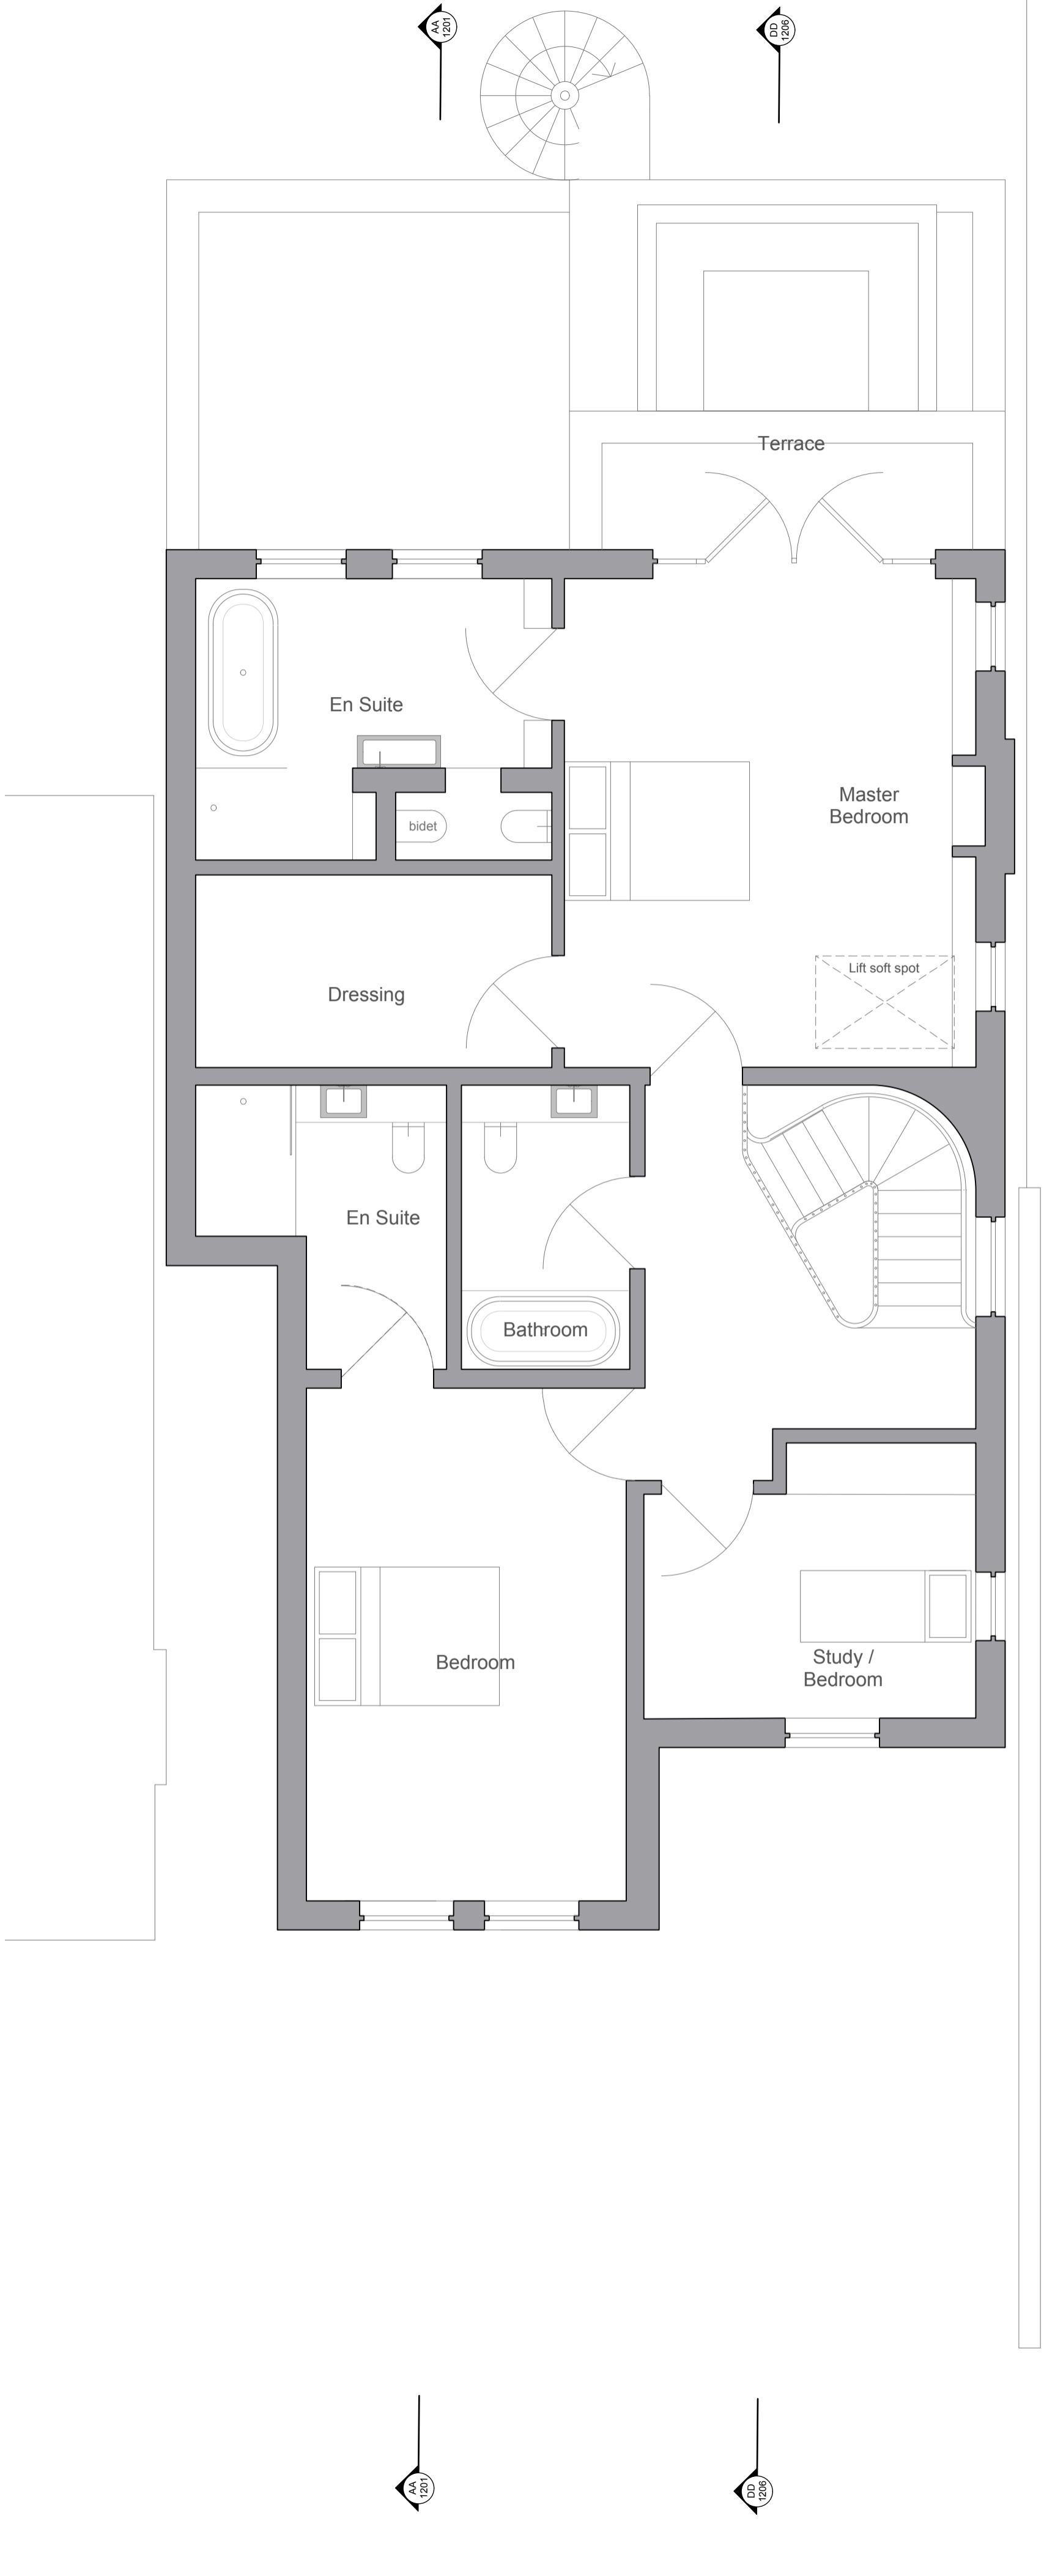 AA
1201
DD
1206
Terrace
En Suite
Master
Bedroom
bidet
Lift soft spot
Dressing
En Suite
Bathroom
Bedroom
Study /
Bedroom
AA
1201
DD
1206